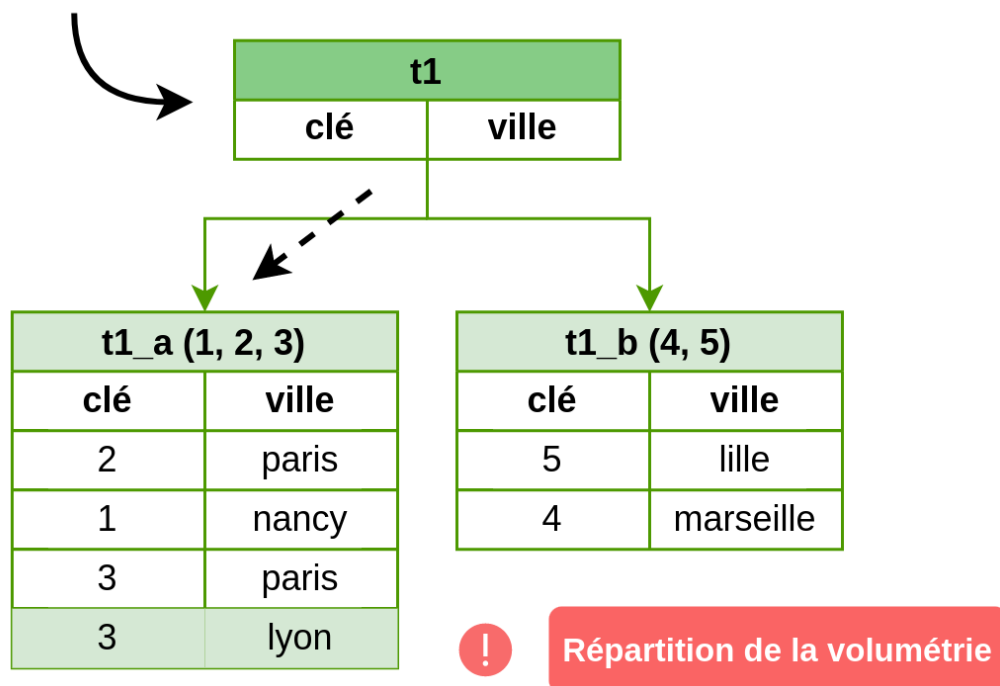 t1
clé ville
t1_a (1, 2, 3)
clé ville
2 paris
1 nancy
3 paris
3 lyon
t1_b (4, 5)
clé ville
5 lille
4 marseille
! Répartition de la volumétrie